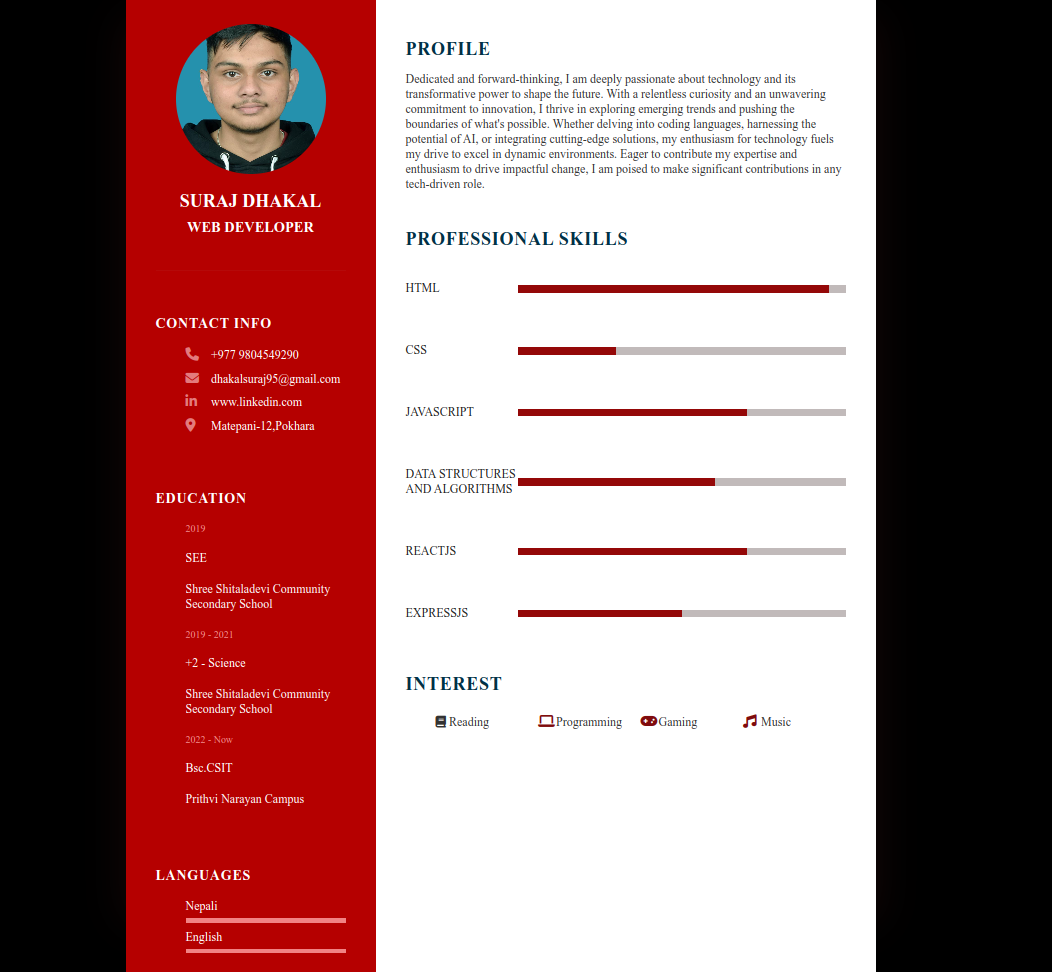 SURAJ DHAKAL
WEB DEVELOPER
CONTACT INFO
+977 9804549290
dhakalsuraj95@gmail.com
www.linkedin.com
Matepani-12,Pokhara
EDUCATION
2019
SEE
Shree Shitaladevi Community
Secondary School
2019 - 2021
+2 - Science
Shree Shitaladevi Community
Secondary School
2022 - Now
Bsc.CSIT
Prithvi Narayan Campus
LANGUAGES
Nepali
English
PROFILE
Dedicated and forward-thinking, I am deeply passionate about technology and its
transformative power to shape the future. With a relentless curiosity and an unwavering
commitment to innovation, I thrive in exploring emerging trends and pushing the
boundaries of what's possible. Whether delving into coding languages, harnessing the
potential of AI, or integrating cutting-edge solutions, my enthusiasm for technology fuels
my drive to excel in dynamic environments. Eager to contribute my expertise and
enthusiasm to drive impactful change, I am poised to make significant contributions in any
tech-driven role.
PROFESSIONAL SKILLS
HTML
CSS
JAVASCRIPT
DATA STRUCTURES
AND ALGORITHMS
REACTJS
EXPRESSJS
INTEREST
Reading Programming Gaming Music